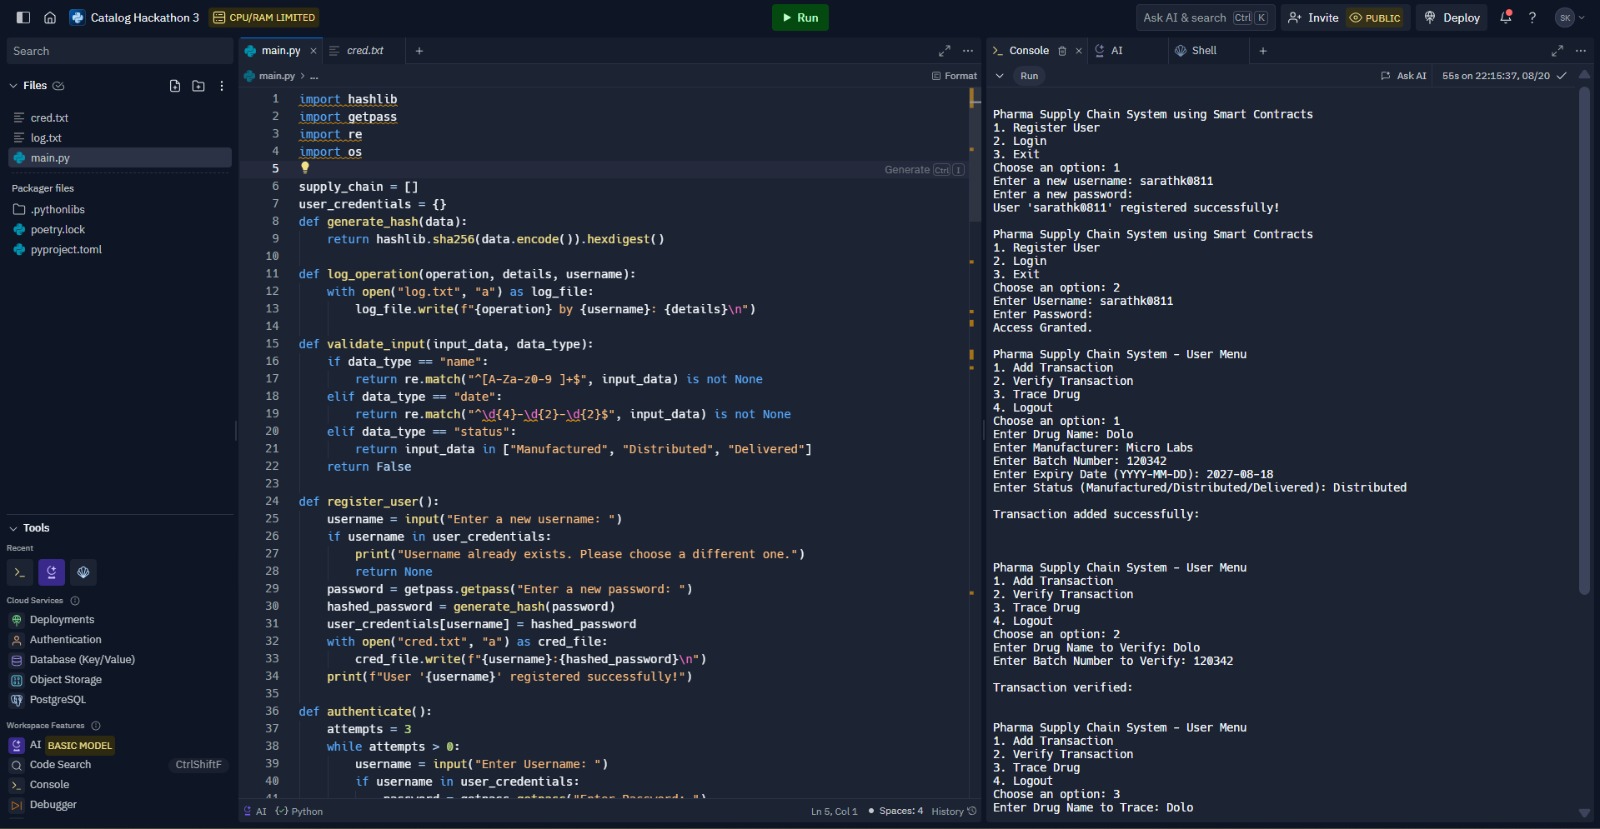 Catalog Hackathon 3
CPU/RAM LIMITED
Run
Ask AI & search Ctrl K
Invite
PUBLIC
Deploy
SK
Search
Files
cred.txt
log.txt
main.py
Packager files
.pythonlibs
poetry.lock
pyproject.toml
Tools
Recent
Cloud Services
Deployments
Authentication
Database (Key/Value)
Object Storage
PostgreSQL
Workspace Features
AI BASIC MODEL
Code Search CtrlShiftF
Console
Debugger
main.py
cred.txt
main.py > ...
Format
1 import hashlib
2 import getpass
3 import re
4 import os
5 Generate Ctrl I
6 supply_chain = []
7 user_credentials = {}
8 def generate_hash(data):
9 return hashlib.sha256(data.encode()).hexdigest()
10
11 def log_operation(operation, details, username):
12 with open("log.txt", "a") as log_file:
13 log_file.write(f"{operation} by {username}: {details}\n")
14
15 def validate_input(input_data, data_type):
16 if data_type == "name":
17 return re.match("^[A-Za-z0-9 ]+$", input_data) is not None
18 elif data_type == "date":
19 return re.match("^\d{4}-\d{2}-\d{2}$", input_data) is not None
20 elif data_type == "status":
21 return input_data in ["Manufactured", "Distributed", "Delivered"]
22 return False
23
24 def register_user():
25 username = input("Enter a new username: ")
26 if username in user_credentials:
27 print("Username already exists. Please choose a different one.")
28 return None
29 password = getpass.getpass("Enter a new password: ")
30 hashed_password = generate_hash(password)
31 user_credentials[username] = hashed_password
32 with open("cred.txt", "a") as cred_file:
33 cred_file.write(f"{username}:{hashed_password}\n")
34 print(f"User '{username}' registered successfully!")
35
36 def authenticate():
37 attempts = 3
38 while attempts > 0:
39 username = input("Enter Username: ")
40 if username in user_credentials:
41 password = getpass.getpass("Enter Password: ")
AI Python
Ln 5, Col 1 Spaces: 4 History
Console
AI
Shell
Run
Ask AI
55s on 22:15:37, 08/20
Pharma Supply Chain System using Smart Contracts
1. Register User
2. Login
3. Exit
Choose an option: 1
Enter a new username: sarathk0811
Enter a new password:
User 'sarathk0811' registered successfully!
Pharma Supply Chain System using Smart Contracts
1. Register User
2. Login
3. Exit
Choose an option: 2
Enter Username: sarathk0811
Enter Password:
Access Granted.
Pharma Supply Chain System - User Menu
1. Add Transaction
2. Verify Transaction
3. Trace Drug
4. Logout
Choose an option: 1
Enter Drug Name: Dolo
Enter Manufacturer: Micro Labs
Enter Batch Number: 120342
Enter Expiry Date (YYYY-MM-DD): 2027-08-18
Enter Status (Manufactured/Distributed/Delivered): Distributed
Transaction added successfully:
Pharma Supply Chain System - User Menu
1. Add Transaction
2. Verify Transaction
3. Trace Drug
4. Logout
Choose an option: 2
Enter Drug Name to Verify: Dolo
Enter Batch Number to Verify: 120342
Transaction verified:
Pharma Supply Chain System - User Menu
1. Add Transaction
2. Verify Transaction
3. Trace Drug
4. Logout
Choose an option: 3
Enter Drug Name to Trace: Dolo